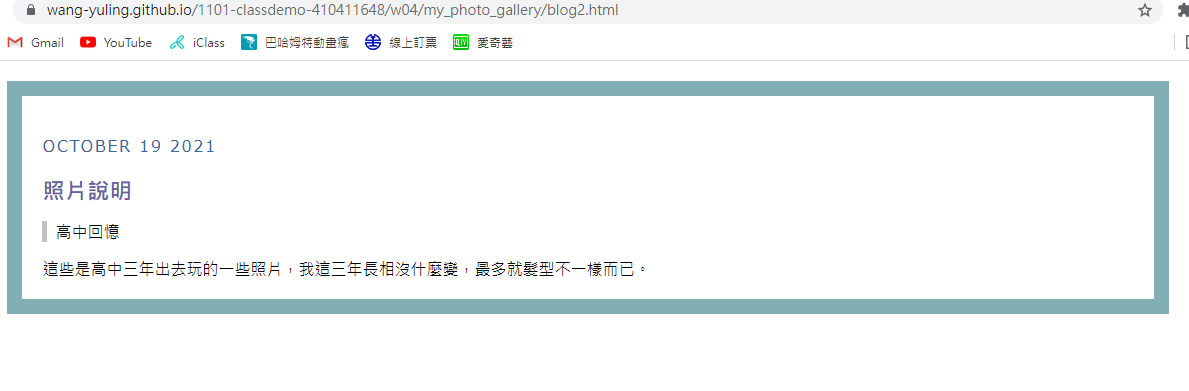 wang-yuling.github.io/1101-classdemo-410411648/w04/my_photo_gallery/blog2.html
Gmail YouTube iClass 巴哈姆特動畫瘋 線上訂票 愛奇藝
OCTOBER 19 2021
照片說明
高中回憶
這些是高中三年出去玩的一些照片，我這三年長相沒什麼變，最多就髮型不一樣而已。